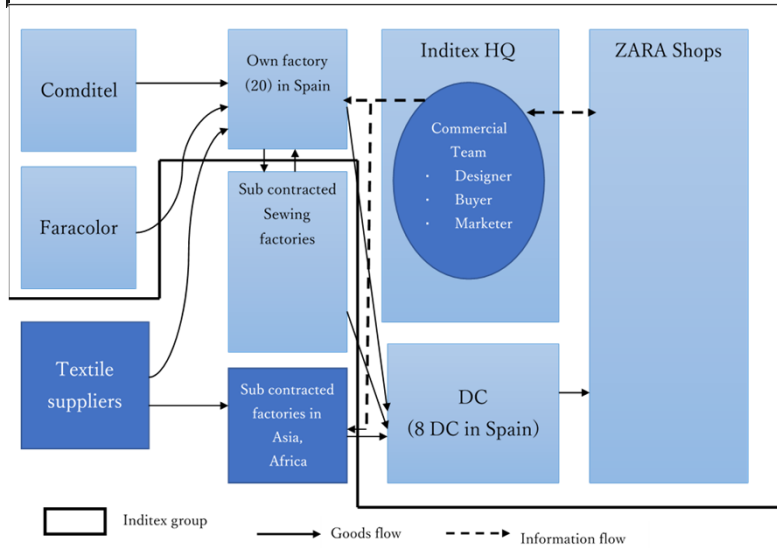 Comditel
Own factory
(20) in Spain
Inditex HQ
ZARA Shops
Commercial
Team
· Designer
· Buyer
· Marketer
Faracolor
Sub contracted
Sewing
factories
Textile
suppliers
Sub contracted
factories in
Asia,
Africa
DC
(8 DC in Spain)
Inditex group
Goods flow
Information flow